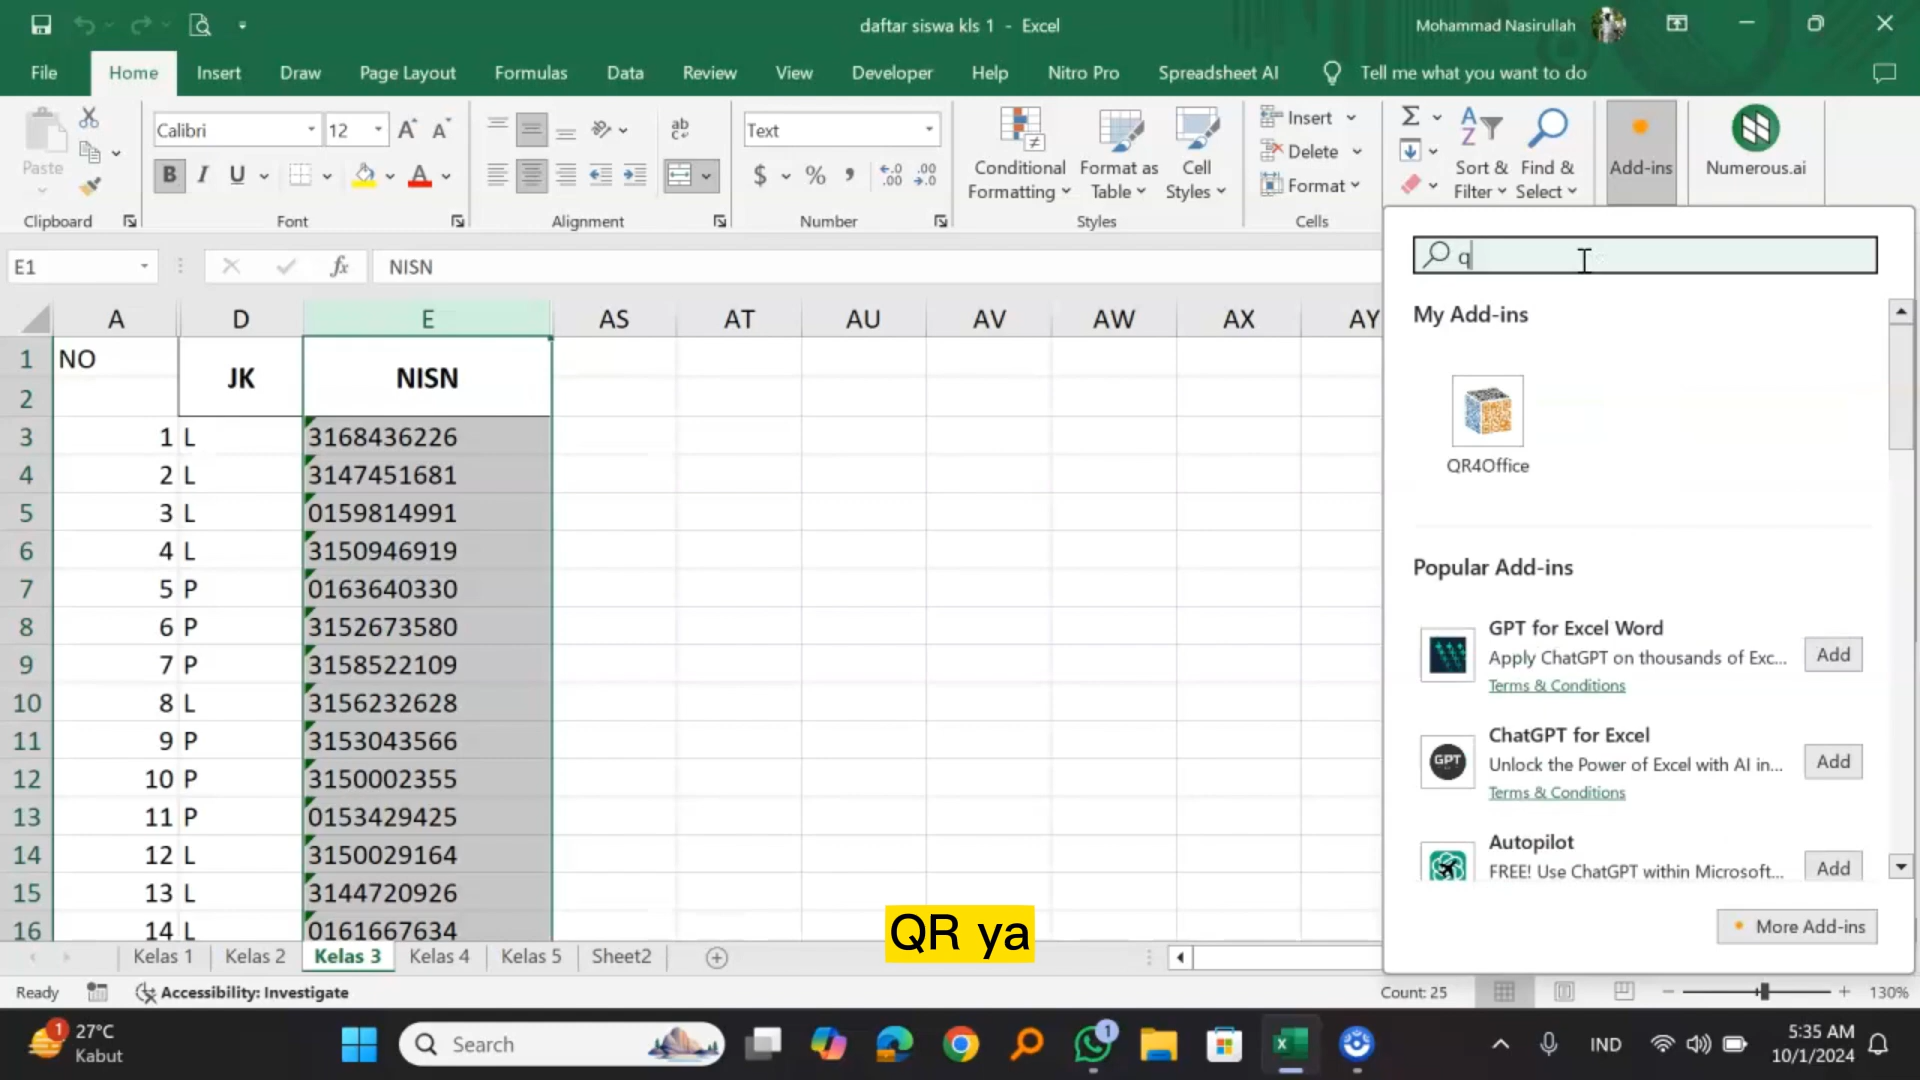 daftar siswa kls 1 - Excel
Mohammad Nasirullah
File Home Insert Draw Page Layout Formulas Data Review View Developer Help Nitro Pro Spreadsheet AI Tell me what you want to do
Paste
Calibri 12
B I U
ab
Text
$ % ,
Conditional Formatting
Format as Table
Cell Styles
Insert
Delete
Format
Sort & Filter
Find & Select
Add-ins
Numerous.ai
Clipboard Font Alignment Number Styles Cells
E1 fx NISN
q
A D E AS AT AU AV AW AX AY
1 NO JK NISN
2
3 1 L 3168436226
4 2 L 3147451681
5 3 L 0159814991
6 4 L 3150946919
7 5 P 0163640330
8 6 P 3152673580
9 7 P 3158522109
10 8 L 3156232628
11 9 P 3153043566
12 10 P 3150002355
13 11 P 0153429425
14 12 L 3150029164
15 13 L 3144720926
16 14 L 0161667634
My Add-ins
QR4Office
Popular Add-ins
GPT for Excel Word
Apply ChatGPT on thousands of Exc... Add
Terms & Conditions
GPT
ChatGPT for Excel
Unlock the Power of Excel with AI in... Add
Terms & Conditions
Autopilot
FREE! Use ChatGPT within Microsoft... Add
More Add-ins
QR ya
Kelas 1 Kelas 2 Kelas 3 Kelas 4 Kelas 5 Sheet2
Ready Accessibility: Investigate Count: 25 130%
1 27°C
Kabut
Search
1
IND
5:35 AM
10/1/2024